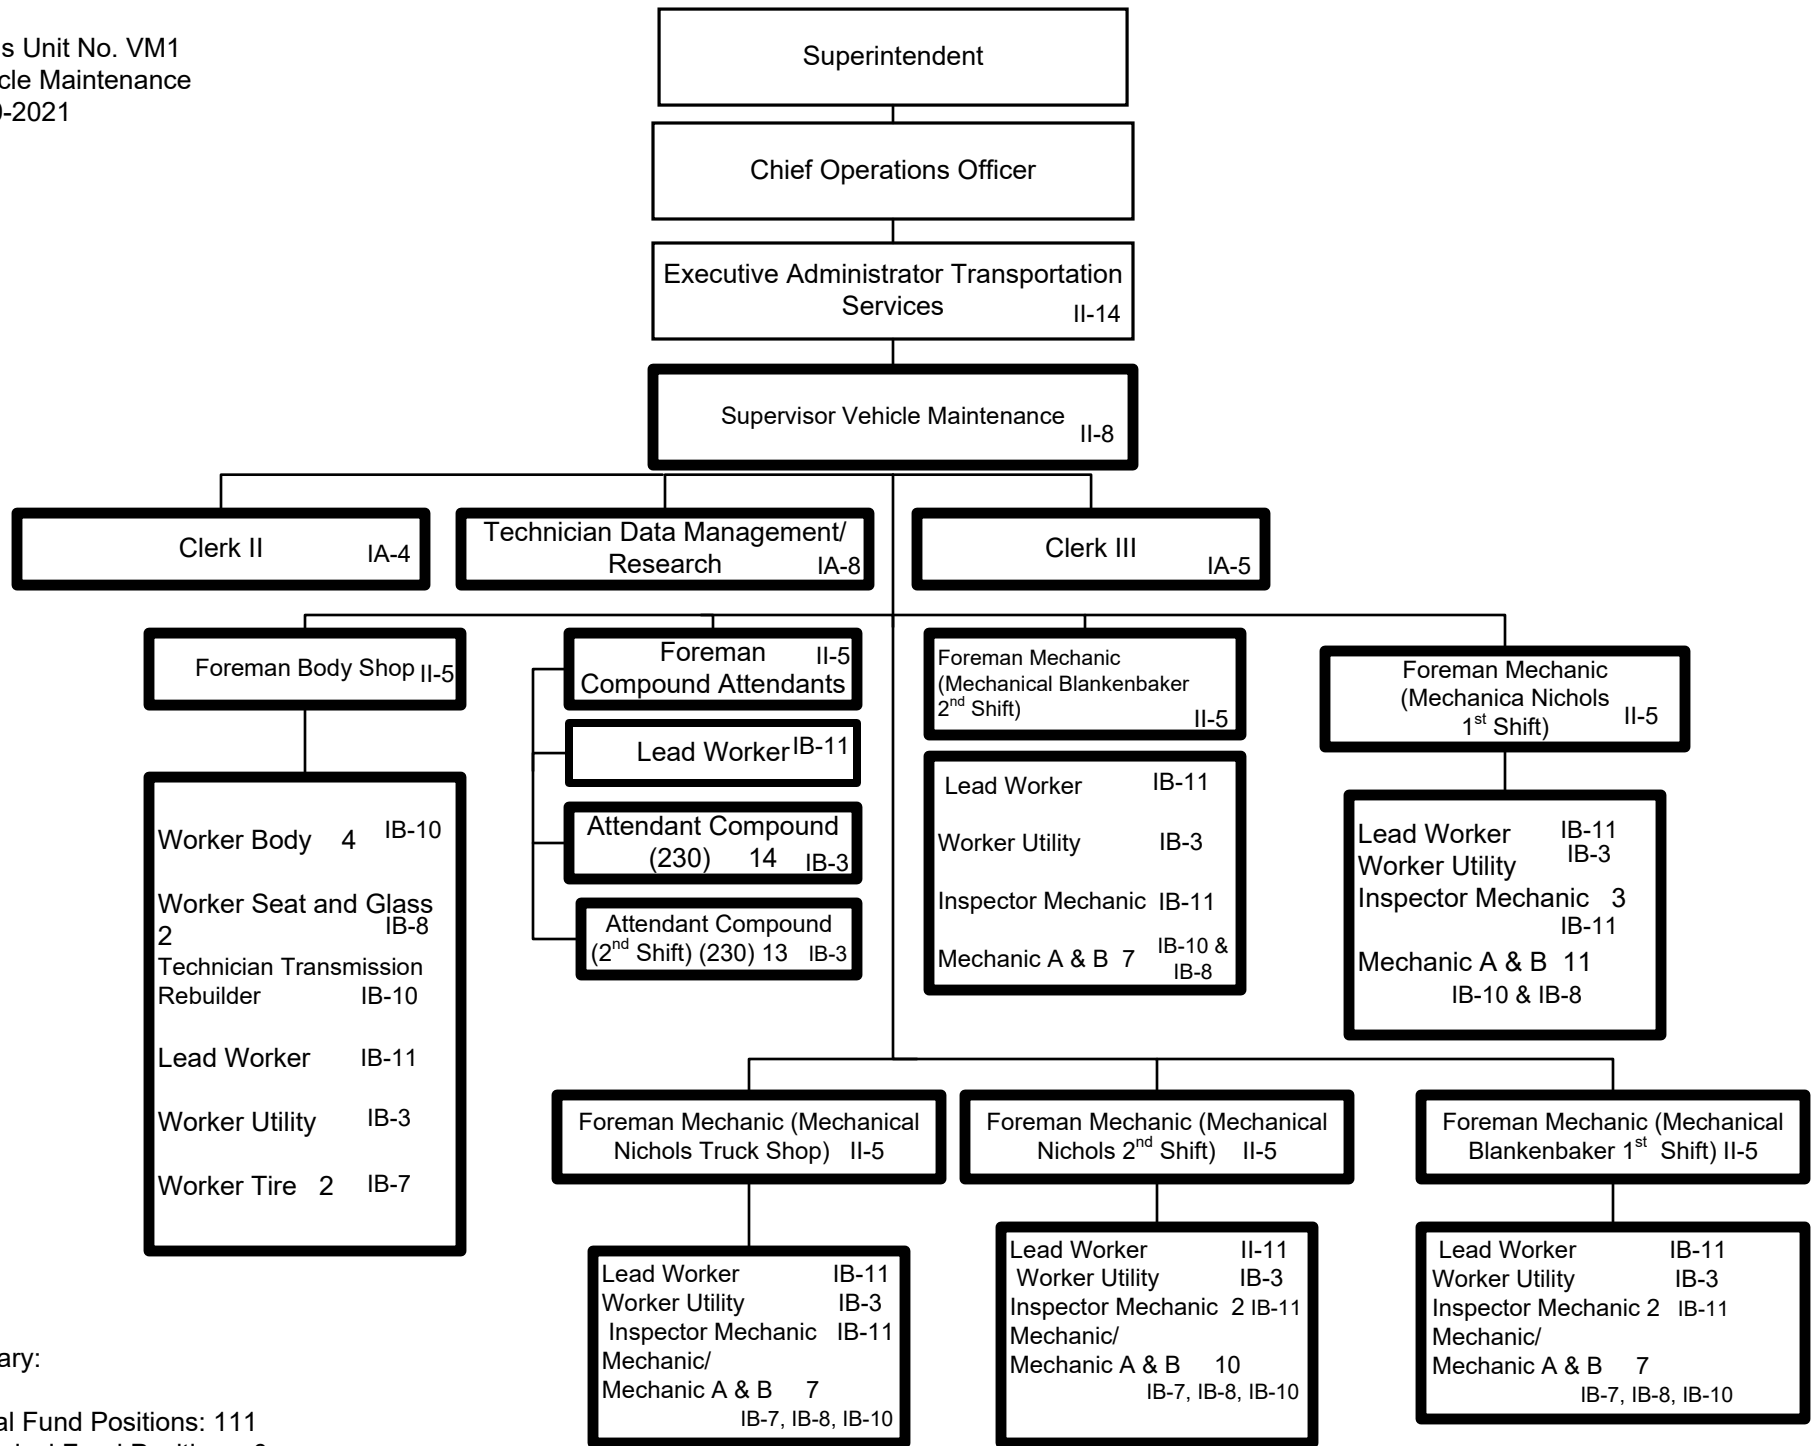 s Unit No. VM1
cle Maintenance
-2021
Superintendent
Chief Operations Officer
Executive Administrator Transportation
Services II-14
Supervisor Vehicle Maintenance
II-8
Clerk II IA-4
Technician Data Management/
Research IA-8
Clerk III
IA-5
Foreman Body Shop II-5
Foreman II-5
Compound Attendants
Foreman Mechanic
(Mechanical Blankenbaker
2nd Shift)
II-5
Foreman Mechanic
(Mechanica Nichols
1st Shift) II-5
Worker Body 4 IB-10
Worker Seat and Glass
2 IB-8
Technician Transmission
Rebuilder IB-10
Lead Worker IB-11
Worker Utility IB-3
Worker Tire 2 IB-7
Lead Worker IB-11
Attendant Compound
(230) 14 IB-3
Attendant Compound
(2nd Shift) (230) 13 IB-3
Lead Worker IB-11
Worker Utility IB-3
Inspector Mechanic IB-11
Mechanic A & B 7 IB-10 &
IB-8
Lead Worker IB-11
Worker Utility IB-3
Inspector Mechanic 3
IB-11
Mechanic A & B 11
IB-10 & IB-8
Foreman Mechanic (Mechanical
Nichols Truck Shop) II-5
Foreman Mechanic (Mechanical
Nichols 2nd Shift) II-5
Foreman Mechanic (Mechanical
Blankenbaker 1st Shift) II-5
Lead Worker IB-11
Worker Utility IB-3
Inspector Mechanic IB-11
Mechanic/
Mechanic A & B 7
IB-7, IB-8, IB-10
Lead Worker II-11
Worker Utility IB-3
Inspector Mechanic 2 IB-11
Mechanic/
Mechanic A & B 10
IB-7, IB-8, IB-10
Lead Worker IB-11
Worker Utility IB-3
Inspector Mechanic 2 IB-11
Mechanic/
Mechanic A & B 7
IB-7, IB-8, IB-10
ary:
al Fund Positions: 111